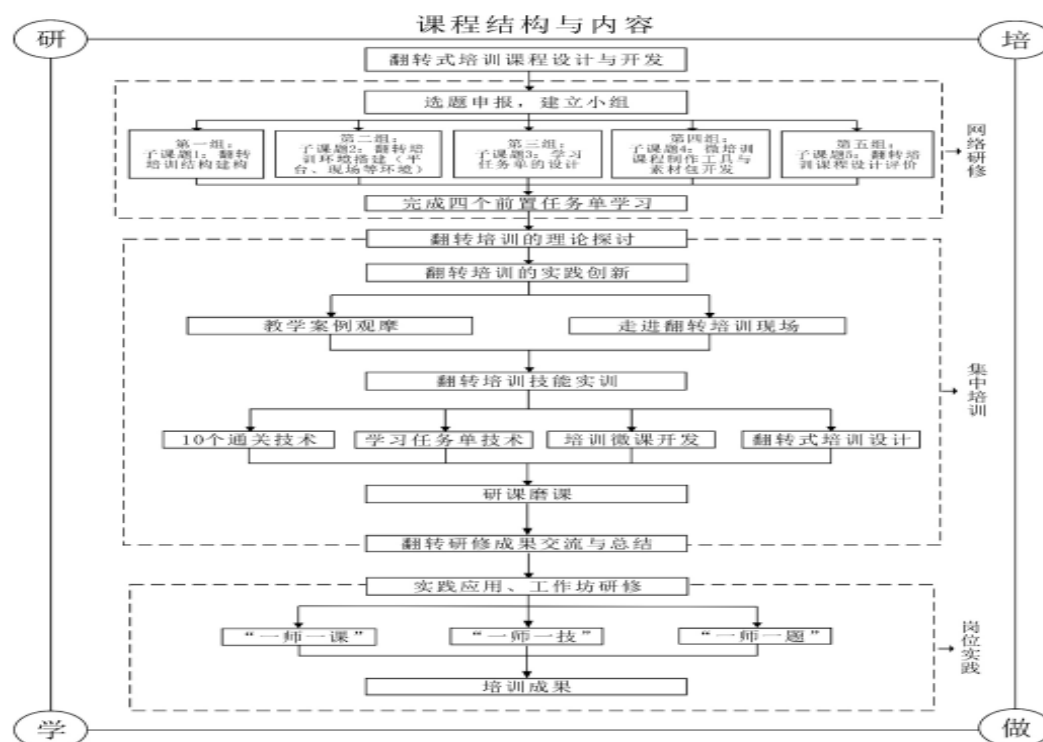 课程结构与内容
研
培
翻转式培训课程设计与开发
选题申报，建立小组
第一组：
子课题1：翻转
培训结构建构
第二组：
子课题2：翻转培
训环境搭建（平
台、现场等环境）
第三组：
子课题3：学习
任务单的设计
第四组：
子课题4：微培训
课程制作工具与
素材包开发
第五组：
子课题5：翻转培
训课程设计评价
网络研修
完成四个前置任务单学习
翻转培训的理论探讨
翻转培训的实践创新
教学案例观摩
走进翻转培训现场
翻转培训技能实训
集中培训
10个通关技术
学习任务单技术
培训微课开发
翻转式培训设计
研课磨课
翻转研修成果交流与总结
实践应用、工作坊研修
“一师一课”
“一师一技”
“一师一题”
岗位实践
培训成果
学
做